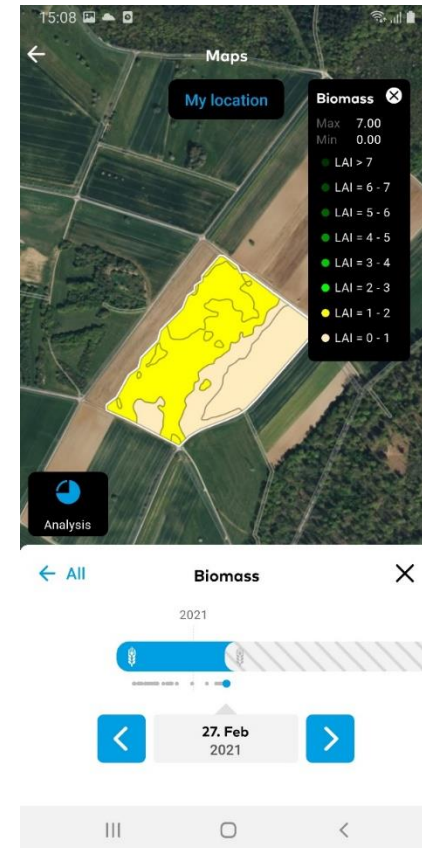 15:08
Maps
My location
Biomass
Max 7.00
Min 0.00
LAI > 7
LAI = 6 - 7
LAI = 5 - 6
LAI = 4 - 5
LAI = 3 - 4
LAI = 2 - 3
LAI = 1 - 2
LAI = 0 - 1
Analysis
← All
Biomass
2021
27. Feb
2021